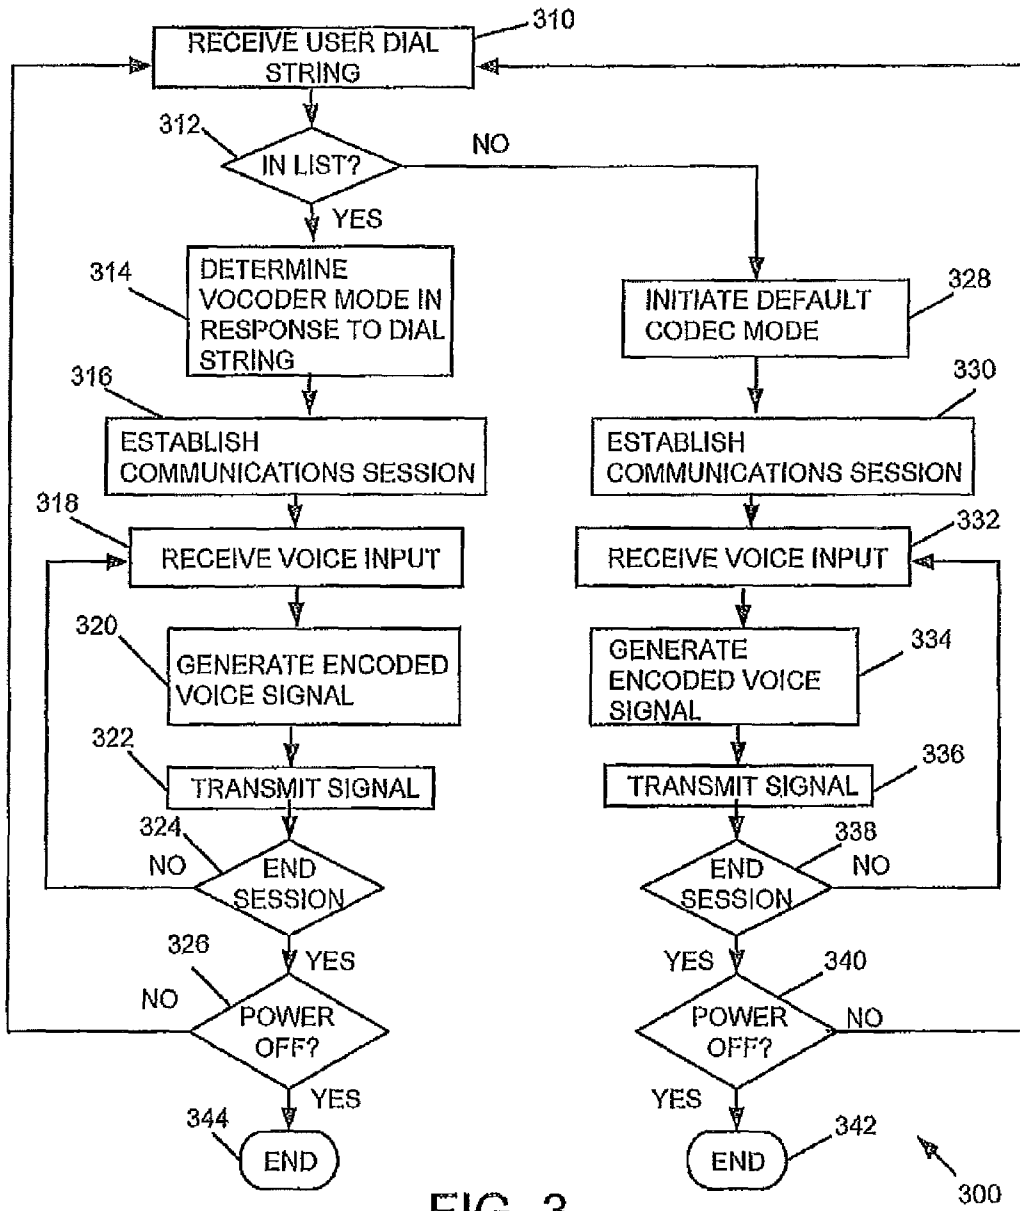 310
RECEIVE USER DIAL
STRING
312
IN LIST?
NO
YES
314
DETERMINE
VOCODER MODE IN
RESPONSE TO DIAL
STRING
328
INITIATE DEFAULT
CODEC MODE
316
ESTABLISH
COMMUNICATIONS SESSION
330
ESTABLISH
COMMUNICATIONS SESSION
318
RECEIVE VOICE INPUT
332
RECEIVE VOICE INPUT
320
GENERATE ENCODED
VOICE SIGNAL
334
GENERATE
ENCODED VOICE
SIGNAL
322
TRANSMIT SIGNAL
336
TRANSMIT SIGNAL
324
NO
END
SESSION
YES
338
END
SESSION
NO
YES
326
NO
POWER
OFF?
YES
340
POWER
OFF?
NO
YES
344
END
342
END
300
FIG. 3